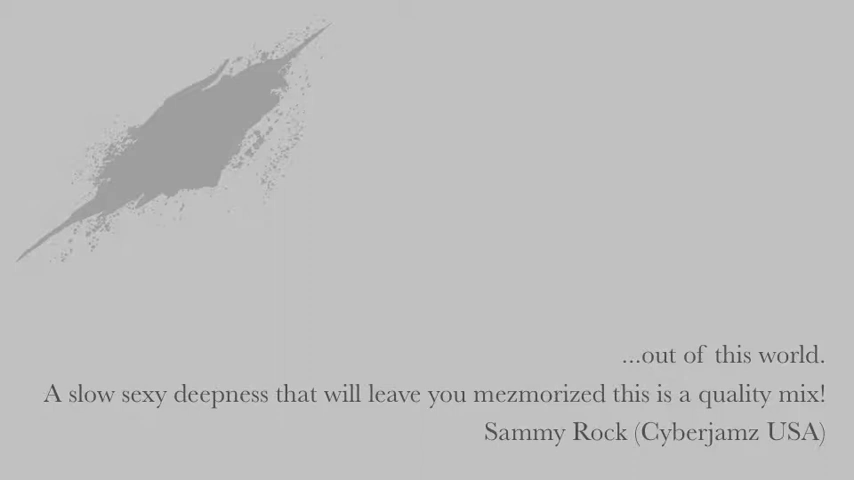 ...out of this world.
A slow sexy deepness that will leave you mezmorized this is a quality mix!
Sammy Rock (Cyberjamz USA)